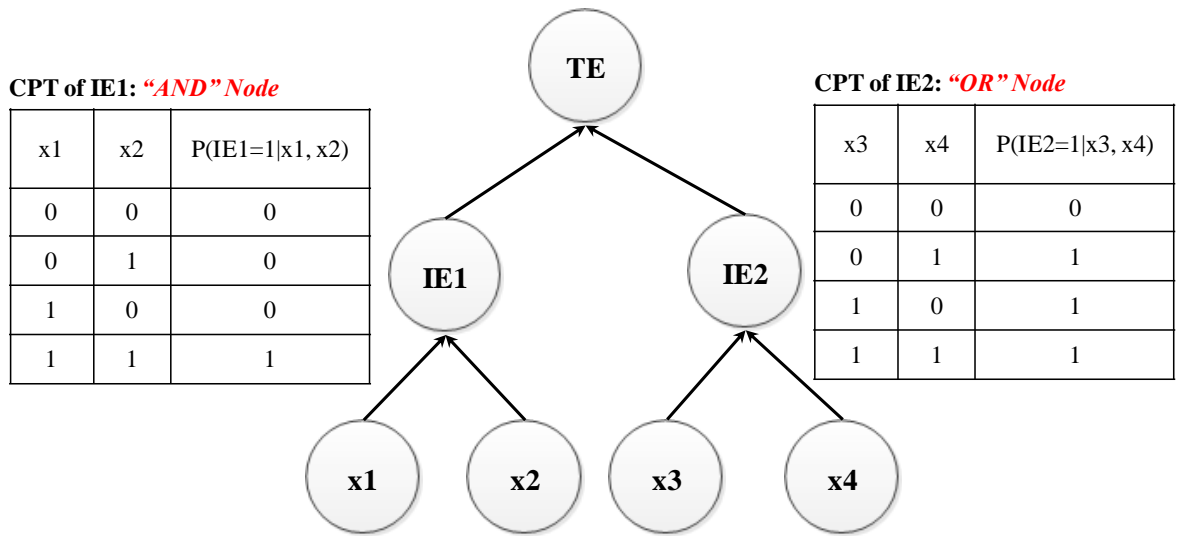 TE
CPT of IE1: “AND” Node
x1 x2 P(IE1=1|x1, x2)
0 0 0
0 1 0
1 0 0
1 1 1
CPT of IE2: “OR” Node
x3 x4 P(IE2=1|x3, x4)
0 0 0
0 1 1
1 0 1
1 1 1
IE1
IE2
x1
x2
x3
x4